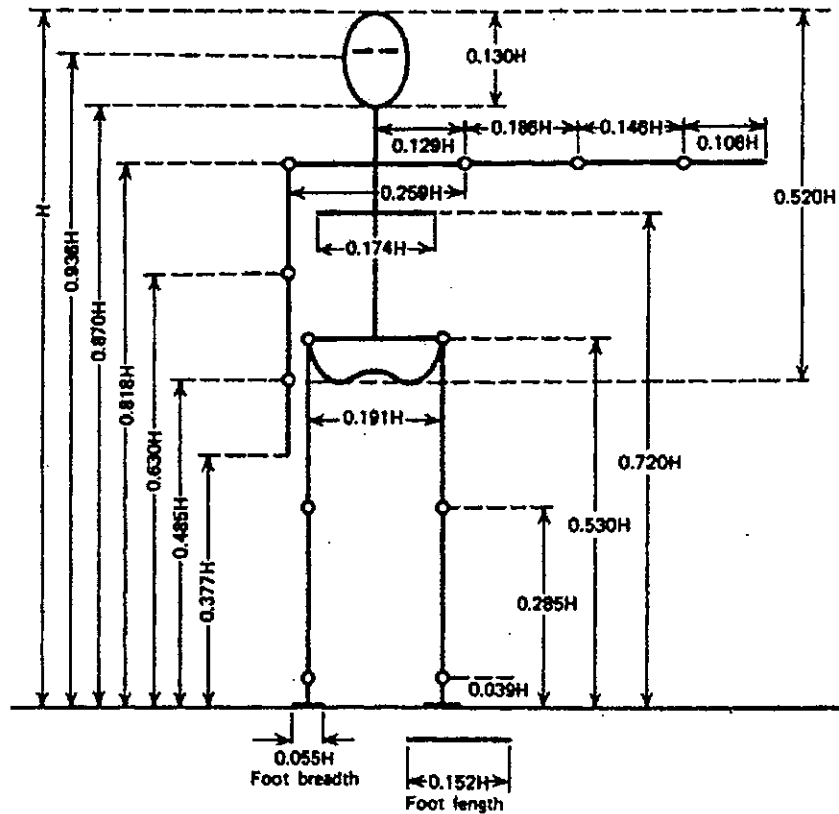 0.130H
0.129H
0.186H
0.146H
0.108H
0.259H
0.520H
H
0.936H
0.870H
0.818H
0.174H
0.630H
0.191H
0.485H
0.720H
0.377H
0.530H
0.285H
0.039H
0.055H
Foot breadth
0.152H
Foot length